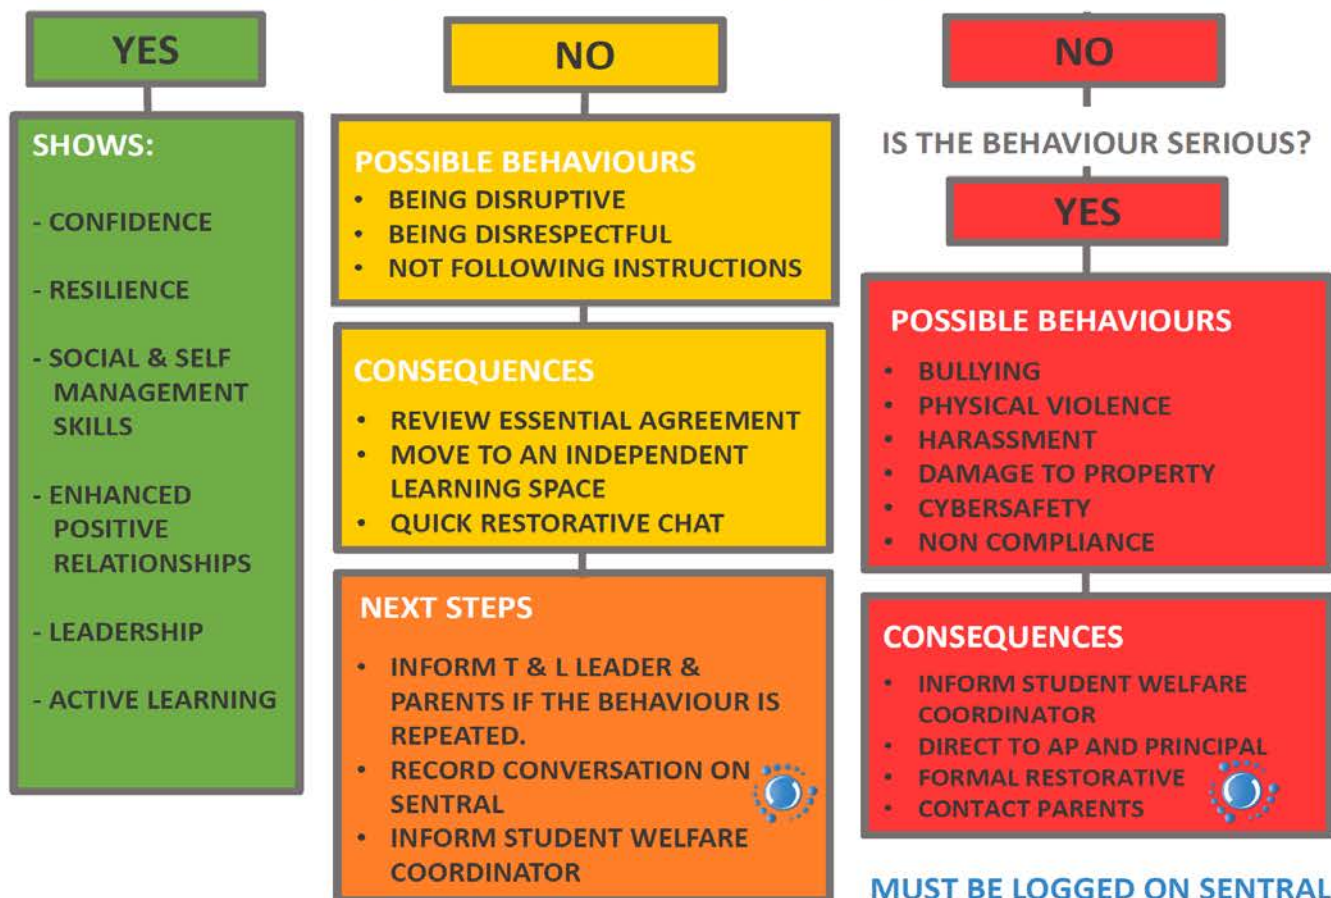 YES
SHOWS:
- CONFIDENCE
- RESILIENCE
- SOCIAL & SELF
MANAGEMENT
SKILLS
- ENHANCED
POSITIVE
RELATIONSHIPS
- LEADERSHIP
- ACTIVE LEARNING
NO
POSSIBLE BEHAVIOURS
• BEING DISRUPTIVE
• BEING DISRESPECTFUL
• NOT FOLLOWING INSTRUCTIONS
CONSEQUENCES
• REVIEW ESSENTIAL AGREEMENT
• MOVE TO AN INDEPENDENT
LEARNING SPACE
• QUICK RESTORATIVE CHAT
NEXT STEPS
• INFORM T & L LEADER &
PARENTS IF THE BEHAVIOUR IS
REPEATED.
• RECORD CONVERSATION ON
SENTRAL
• INFORM STUDENT WELFARE
COORDINATOR
NO
IS THE BEHAVIOUR SERIOUS?
YES
POSSIBLE BEHAVIOURS
• BULLYING
• PHYSICAL VIOLENCE
• HARASSMENT
• DAMAGE TO PROPERTY
• CYBERSAFETY
• NON COMPLIANCE
CONSEQUENCES
• INFORM STUDENT WELFARE
COORDINATOR
• DIRECT TO AP AND PRINCIPAL
• FORMAL RESTORATIVE
• CONTACT PARENTS
MUST BE LOGGED ON SENTRAL